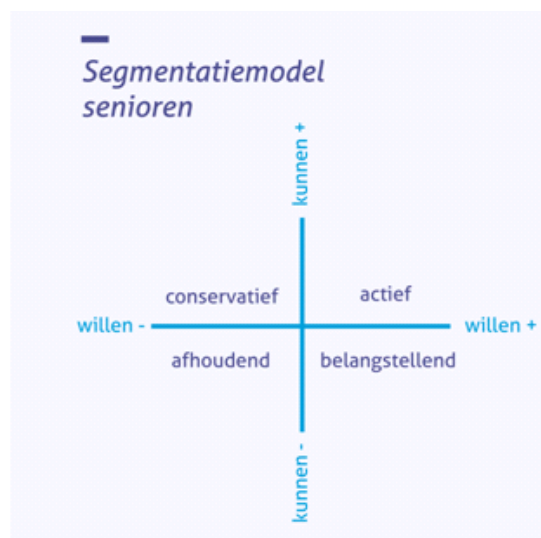 Segmentatiemodel
senioren
kunnen +
conservatief
actief
willen -
willen +
afhoudend
belangstellend
kunnen -